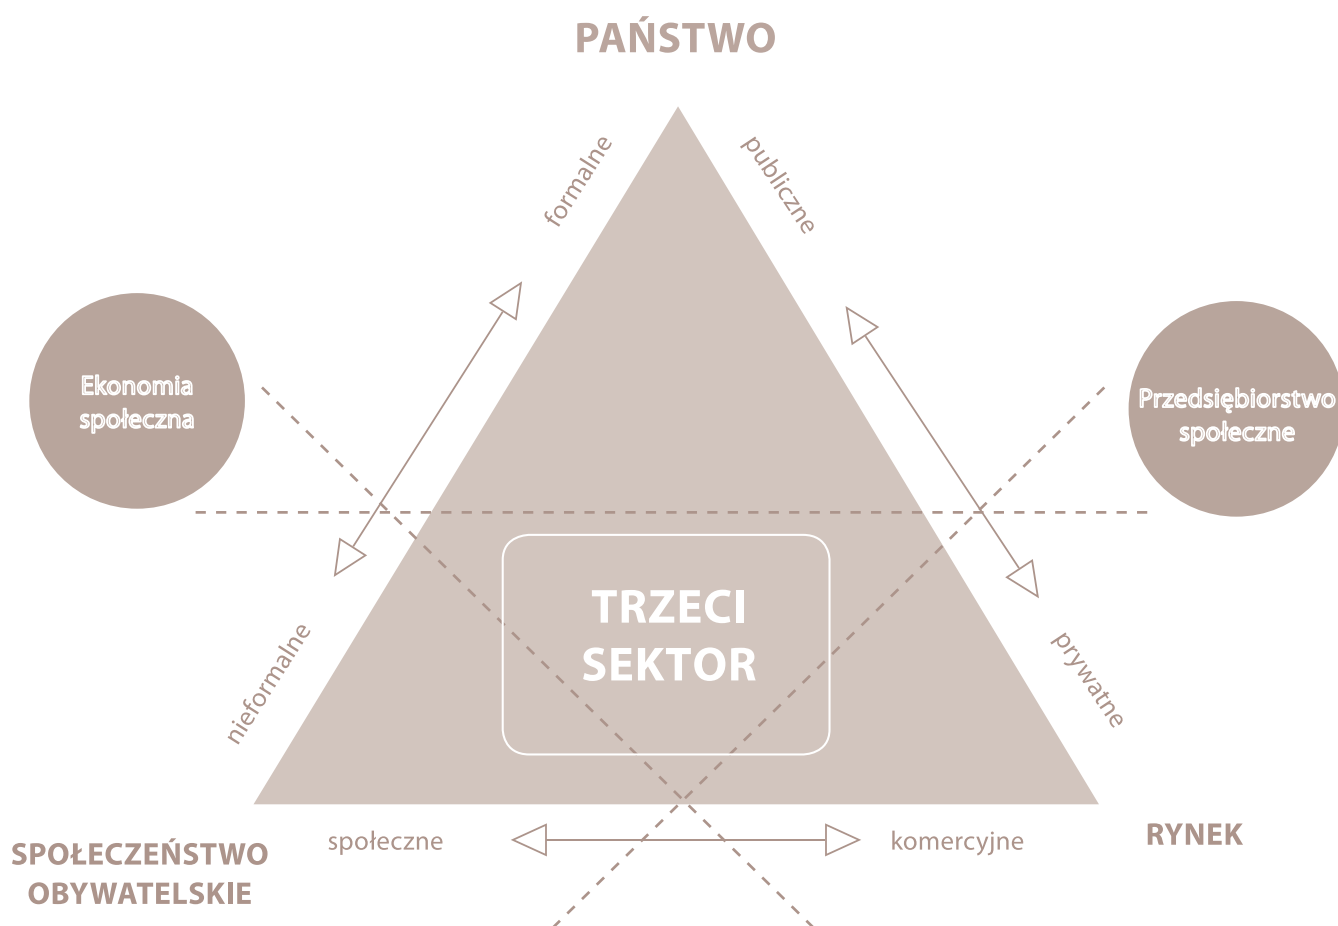 PAŃSTWO
formalne
publiczne
Ekonomia
społeczna
Przedsiębiorstwo
społeczne
TRZECI
SEKTOR
nieformalne
prywatne
SPOŁECZEŃSTWO
OBYWATELSKIE
społeczne
komercyjne
RYNEK